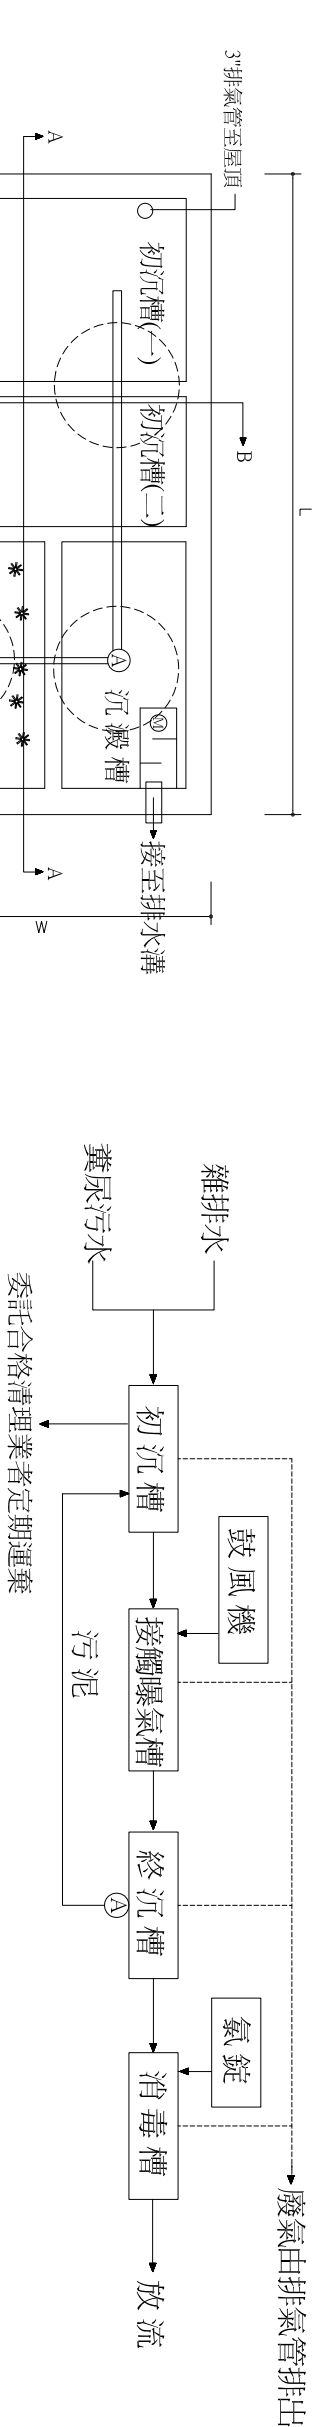 3"排氣管至屋頂
A
初沉槽(一)
初沉槽(二)
B
L
A
沉澱槽
M
A
接至排水溝
W
雜排水
糞尿污水
初沉槽
委託合格清理業者定期運棄
鼓風機
接觸曝氣槽
污泥
終沉槽
A
氯錠
消毒槽
放流
廢氣由排氣管排出